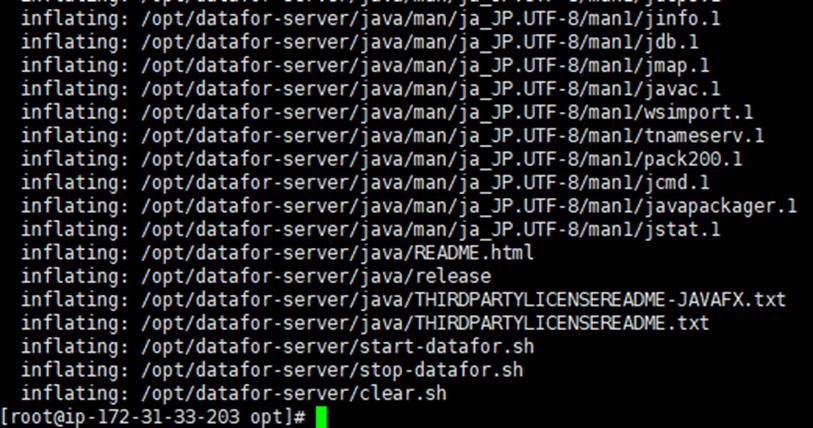 inflating: /opt/datafor-server/java/man/ja_JP.UTF-8/man1/jinfo.1
inflating: /opt/datafor-server/java/man/ja_JP.UTF-8/man1/jdb.1
inflating: /opt/datafor-server/java/man/ja_JP.UTF-8/man1/jmap.1
inflating: /opt/datafor-server/java/man/ja_JP.UTF-8/man1/javac.1
inflating: /opt/datafor-server/java/man/ja_JP.UTF-8/man1/wsimport.1
inflating: /opt/datafor-server/java/man/ja_JP.UTF-8/man1/tnameserv.1
inflating: /opt/datafor-server/java/man/ja_JP.UTF-8/man1/pack200.1
inflating: /opt/datafor-server/java/man/ja_JP.UTF-8/man1/jcmd.1
inflating: /opt/datafor-server/java/man/ja_JP.UTF-8/man1/javapackager.1
inflating: /opt/datafor-server/java/man/ja_JP.UTF-8/man1/jstat.1
inflating: /opt/datafor-server/java/README.html
inflating: /opt/datafor-server/java/release
inflating: /opt/datafor-server/java/THIRDPARTYLICENSEREADME-JAVAFX.txt
inflating: /opt/datafor-server/java/THIRDPARTYLICENSEREADME.txt
inflating: /opt/datafor-server/start-datafor.sh
inflating: /opt/datafor-server/stop-datafor.sh
inflating: /opt/datafor-server/clear.sh
[root@ip-172-31-33-203 opt]#